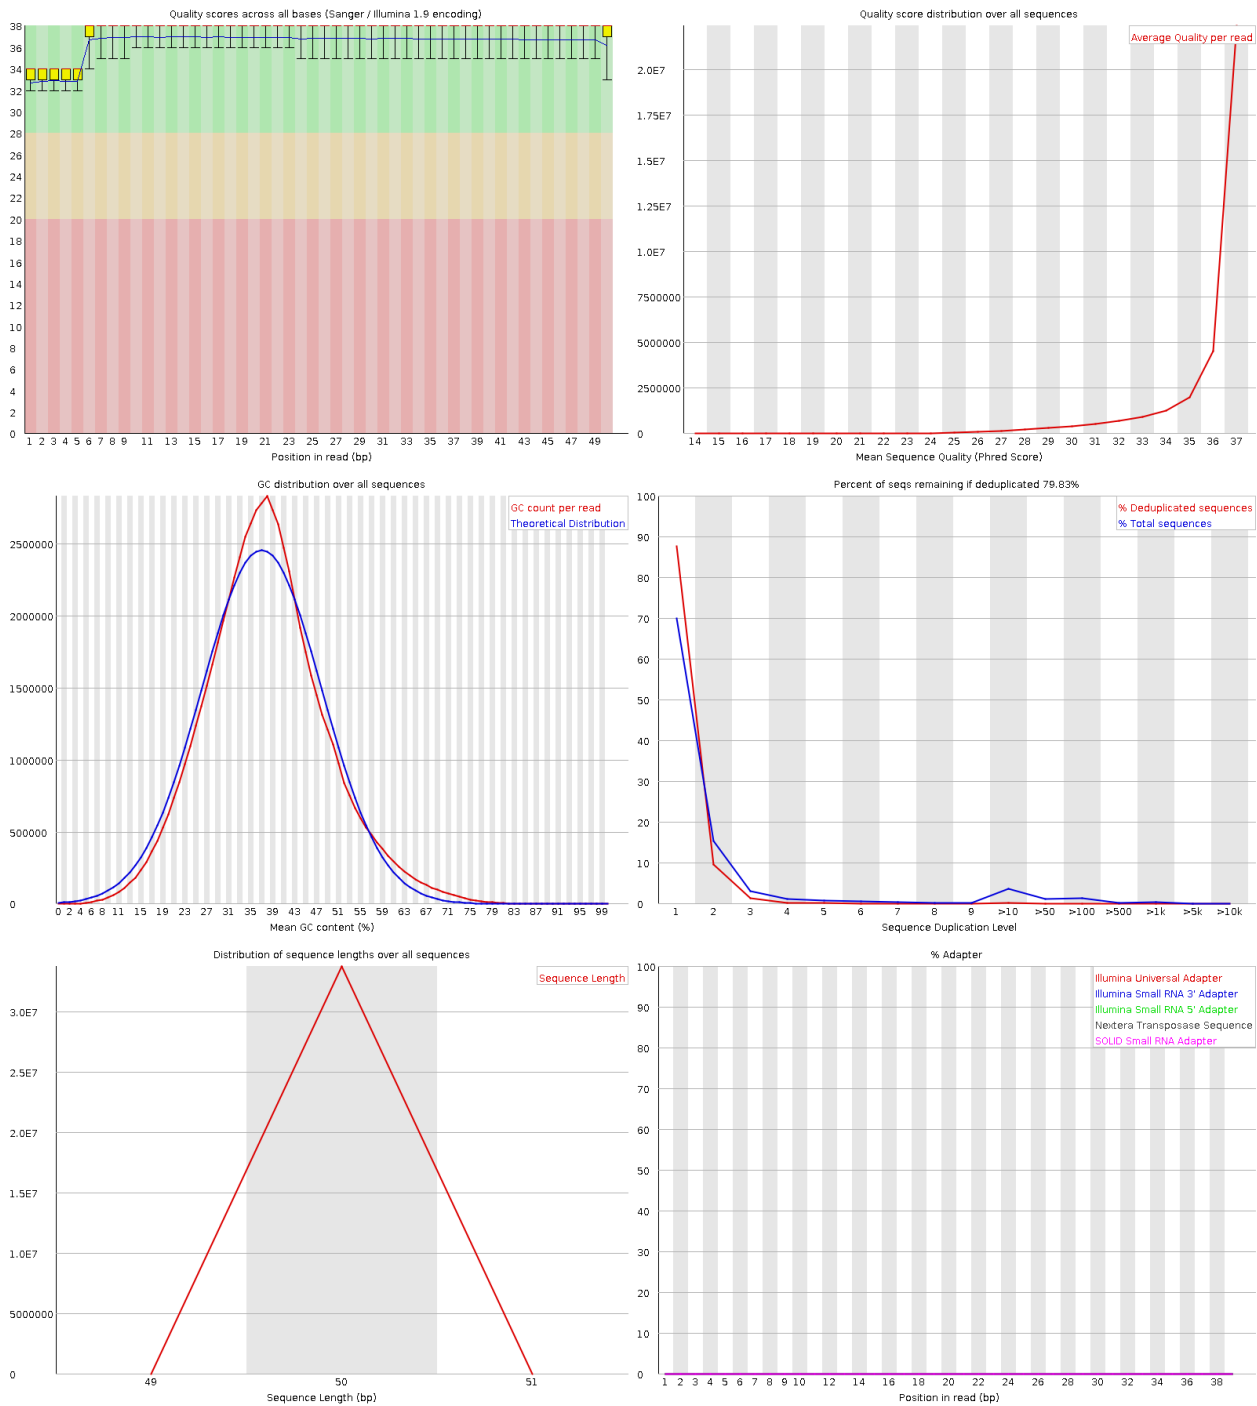 Quality scores across all bases (Sanger / Illumina 1.9 encoding)
38
36
34
32
30
28
26
24
22
20
18
16
14
12
10
8
6
4
2
0
1 2 3 4 5 6 7 8 9 11 13 15 17 19 21 23 25 27 29 31 33 35 37 39 41 43 45 47 49
Position in read (bp)
Quality score distribution over all sequences
Average Quality per read
2.0E7
1.75E7
1.5E7
1.25E7
1.0E7
7500000
5000000
2500000
0
14 15 16 17 18 19 20 21 22 23 24 25 26 27 28 29 30 31 32 33 34 35 36 37
Mean Sequence Quality (Phred Score)
GC distribution over all sequences
GC count per read
Theoretical Distribution
2500000
2000000
1500000
1000000
500000
0
0 2 4 6 8 11 15 19 23 27 31 35 39 43 47 51 55 59 63 67 71 75 79 83 87 91 95 99
Mean GC content (%)
Percent of seqs remaining if deduplicated 79.83%
% Deduplicated sequences
% Total sequences
100
90
80
70
60
50
40
30
20
10
0
1 2 3 4 5 6 7 8 9 >10 >50 >100 >500 >1k >5k >10k
Sequence Duplication Level
Distribution of sequence lengths over all sequences
Sequence Length
3.0E7
2.5E7
2.0E7
1.5E7
1.0E7
5000000
0
49 50 51
Sequence Length (bp)
% Adapter
Illumina Universal Adapter
Illumina Small RNA 3' Adapter
Illumina Small RNA 5' Adapter
Nextera Transposase Sequence
SOLID Small RNA Adapter
100
90
80
70
60
50
40
30
20
10
0
1 2 3 4 5 6 7 8 9 10 12 14 16 18 20 22 24 26 28 30 32 34 36 38
Position in read (bp)